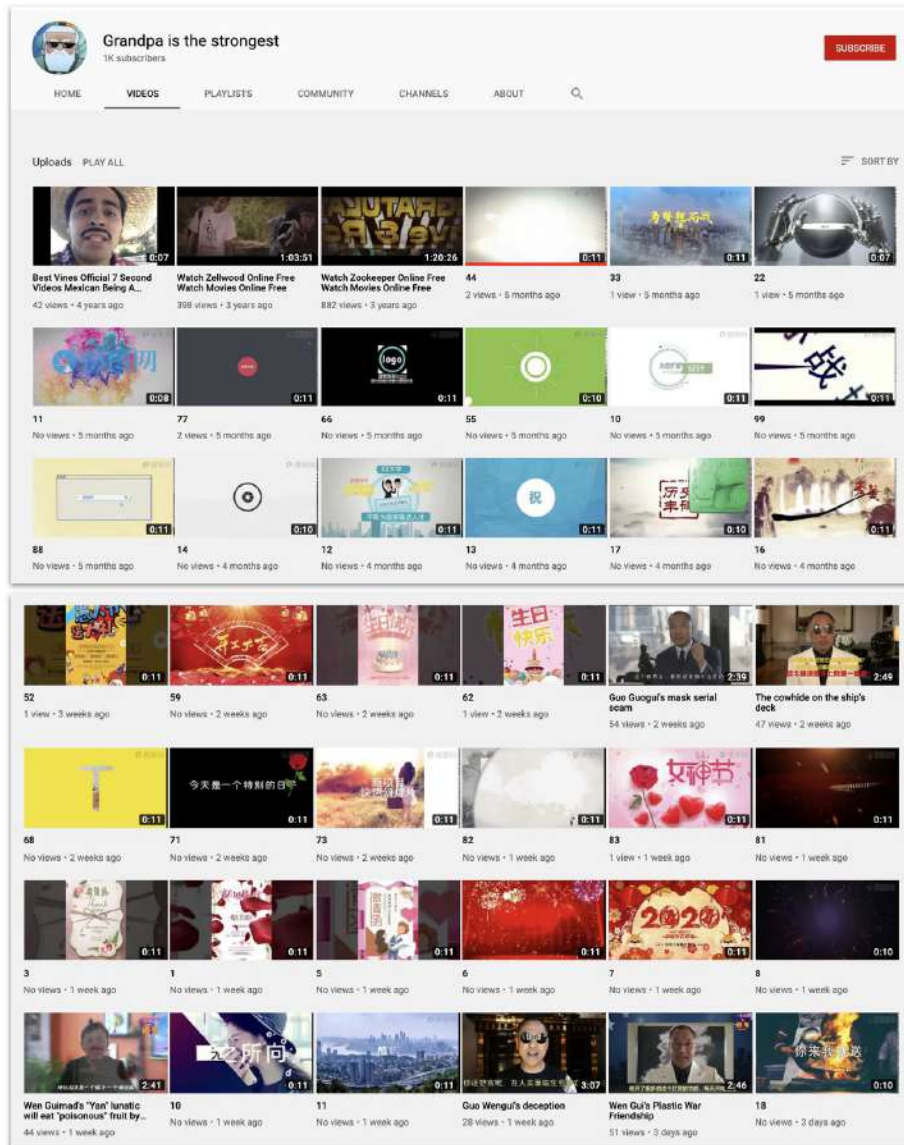 Grandpa is the strongest
1K subscribers
SUBSCRIBE
HOME VIDEOS PLAYLISTS COMMUNITY CHANNELS ABOUT
Uploads PLAY ALL SORT BY
0:07 1:03:51 1:20:26 0:11 0:11 0:07
Best Vines Official 7 Second Videos Mexican Being A...
42 views • 4 years ago
Watch Zellwood Online Free Watch Movies Online Free
398 views • 3 years ago
Watch Zookeeper Online Free Watch Movies Online Free
882 views • 3 years ago
44
2 views • 5 months ago
33
1 view • 5 months ago
22
1 view • 5 months ago
0:08 0:11 logo 0:11 0:10 0:11 战 0:11
11
No views • 5 months ago
77
2 views • 5 months ago
66
No views • 5 months ago
55
No views • 5 months ago
10
No views • 5 months ago
99
No views • 5 months ago
0:11 0:10 0:11 祝 0:11 0:10 0:11
88
No views • 5 months ago
14
No views • 4 months ago
12
No views • 4 months ago
13
No views • 4 months ago
17
No views • 4 months ago
16
No views • 4 months ago
0:11 0:11 0:11 生日快乐 0:11 2:39 2:49
52
1 view • 3 weeks ago
59
No views • 2 weeks ago
63
No views • 2 weeks ago
62
1 view • 2 weeks ago
Guo Guogui's mask serial scam
54 views • 2 weeks ago
The cowhide on the ship's deck
47 views • 2 weeks ago
T 0:11 今天是一个特别的日子 0:11 0:11 0:11 女神节 0:11 0:11
68
No views • 2 weeks ago
71
No views • 2 weeks ago
73
No views • 2 weeks ago
82
No views • 1 week ago
83
1 view • 1 week ago
81
No views • 1 week ago
0:11 0:11 0:11 0:11 2020 0:11 0:10
3
No views • 1 week ago
1
No views • 1 week ago
5
No views • 1 week ago
6
No views • 1 week ago
7
No views • 1 week ago
8
No views • 1 week ago
2:41 所向 0:11 0:11 3:07 2:46 你来我送 0:10
Wen Guimad's "Yan" lunatic will eat "poisonous" fruit by...
44 views • 1 week ago
10
No views • 1 week ago
11
No views • 1 week ago
Guo Wengui's deception
28 views • 1 week ago
Wen Gui's Plastic War Friendship
51 views • 3 days ago
18
No views • 3 days ago